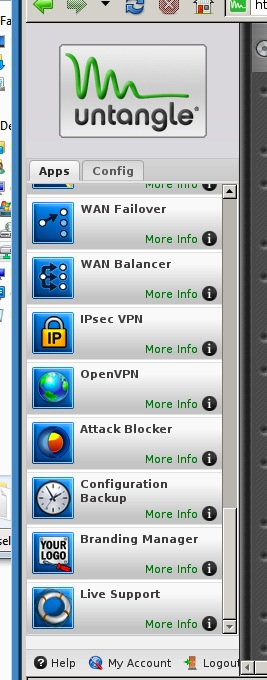 Fa
ht
untangle
De
Apps
Config
More Info
WAN Failover
More Info
WAN Balancer
More Info
IP
IPsec VPN
More Info
OpenVPN
More Info
Attack Blocker
More Info
Configuration
Backup
More Info
YOUR
LOGO
Branding Manager
More Info
Live Support
More Info
sel
Help
My Account
Logout